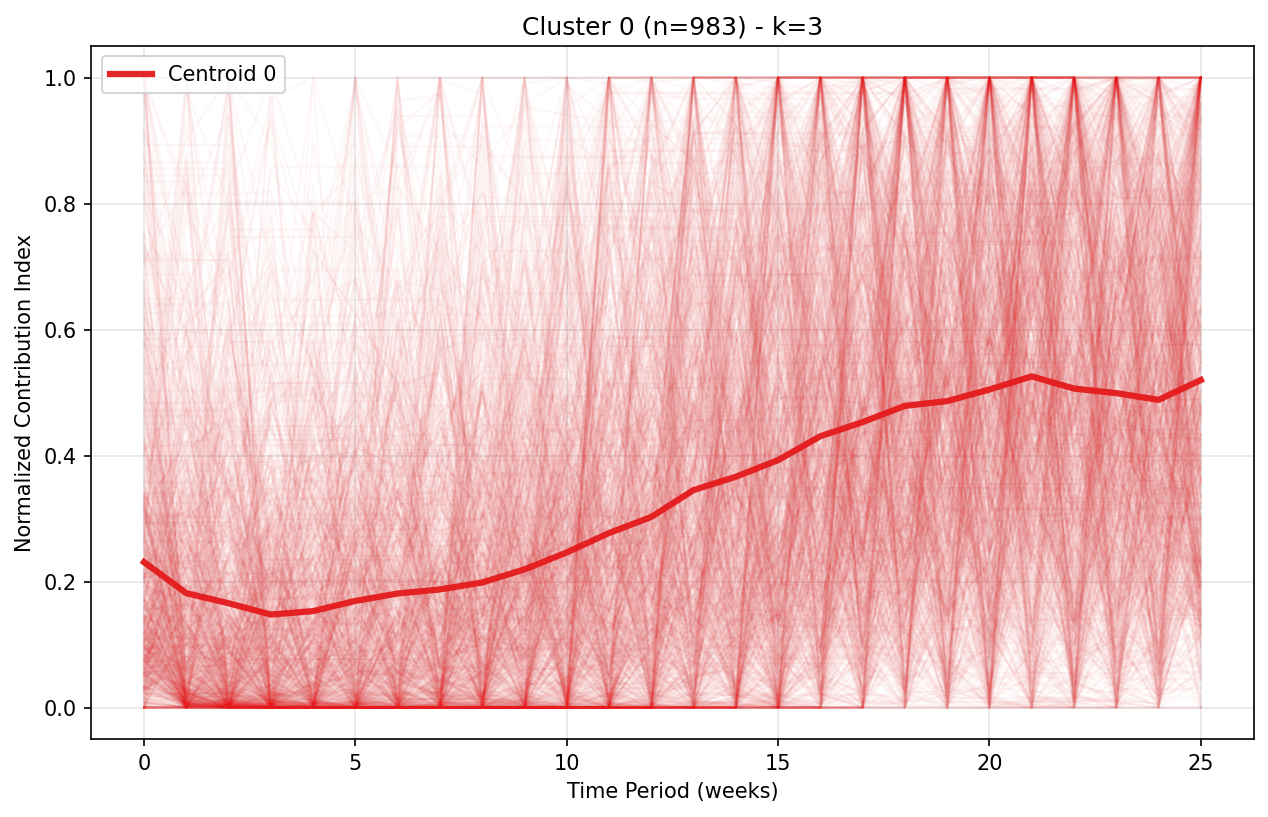 Cluster 0 (n=983) - k=3
Centroid 0
Normalized Contribution Index
1.0
0.8
0.6
0.4
0.2
0.0
0 5 10 15 20 25
Time Period (weeks)